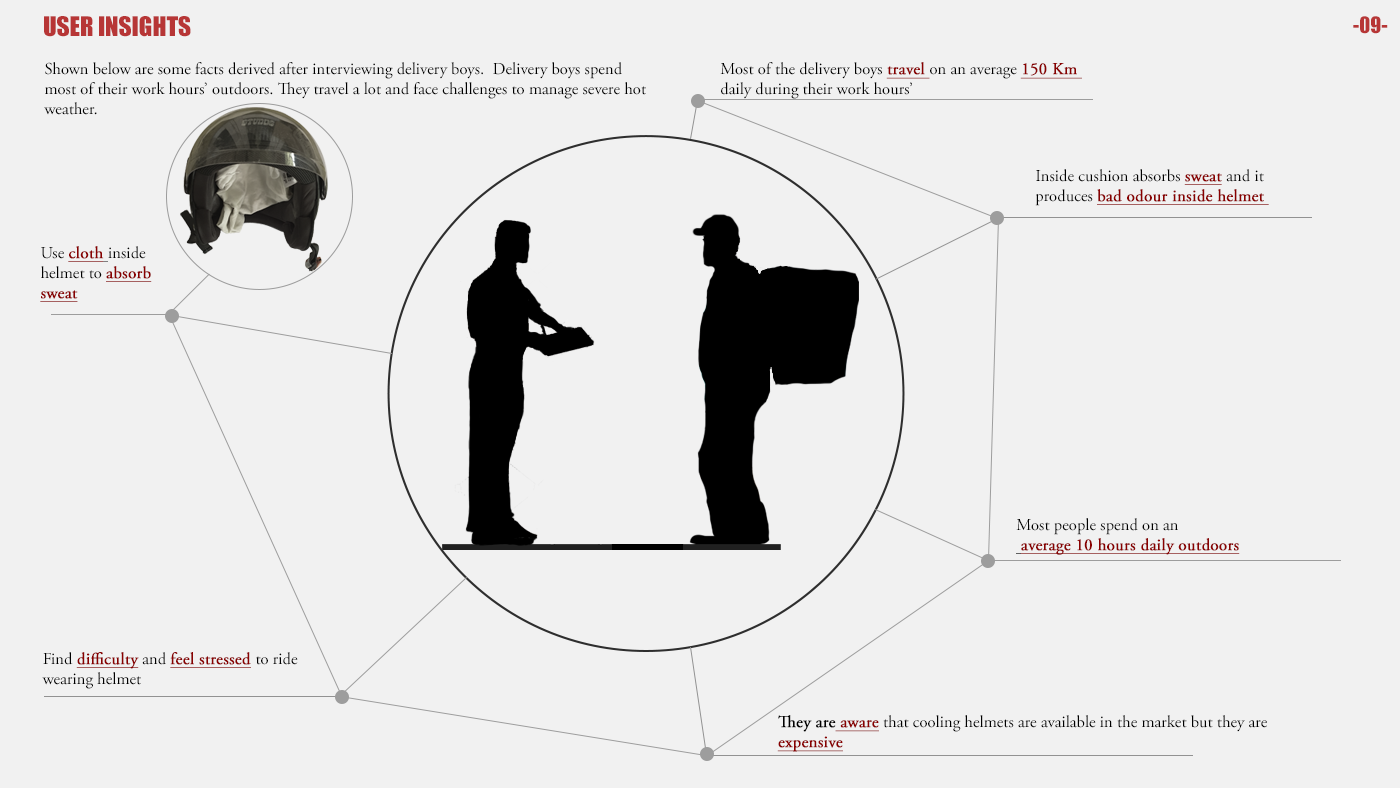 USER INSIGHTS
-09-
Shown below are some facts derived after interviewing delivery boys. Delivery boys spend
most of their work hours’ outdoors. They travel a lot and face challenges to manage severe hot
weather.
Most of the delivery boys travel on an average 150 Km
daily during their work hours’
Inside cushion absorbs sweat and it
produces bad odour inside helmet
Use cloth inside
helmet to absorb
sweat
Most people spend on an
average 10 hours daily outdoors
Find difficulty and feel stressed to ride
wearing helmet
They are aware that cooling helmets are available in the market but they are
expensive